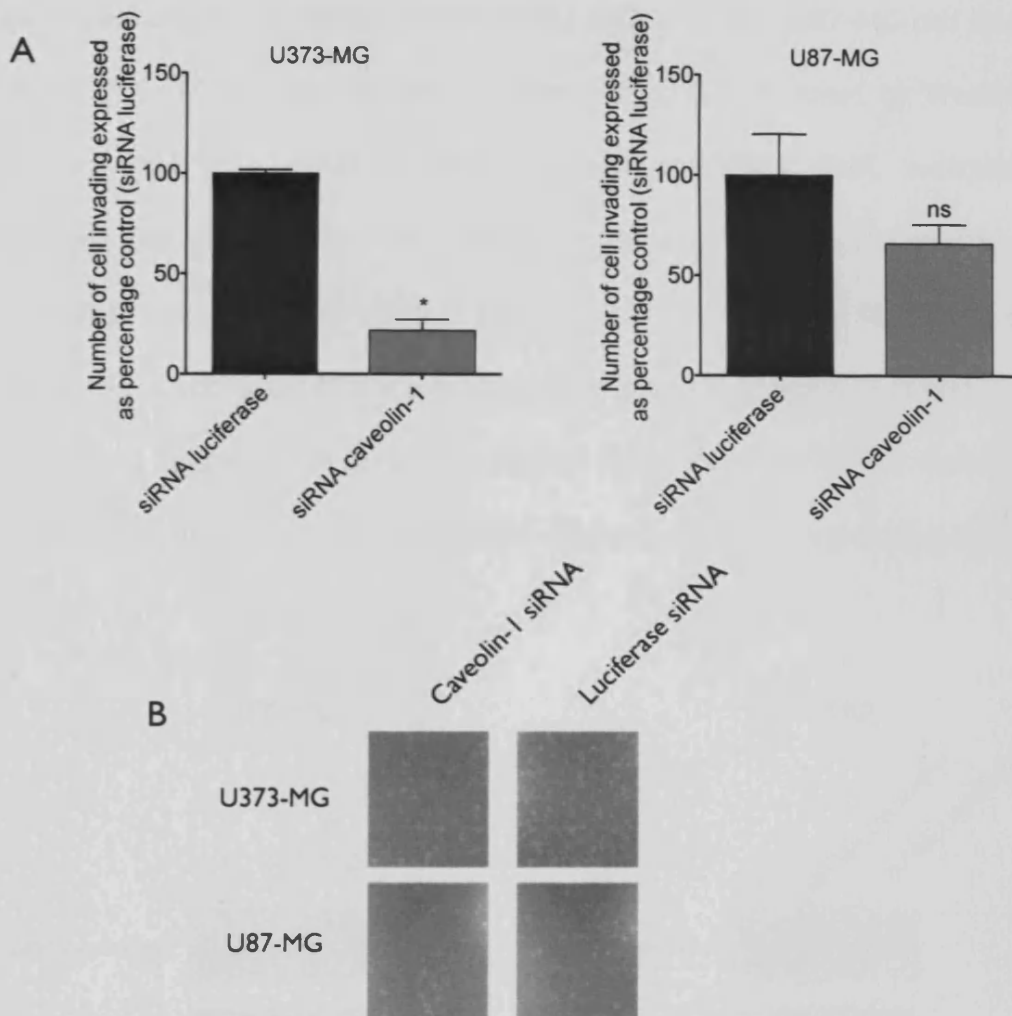 A
U373-MG
Number of cell invading expressed
as percentage control (siRNA luciferase)
150
100
50
0
*
siRNA luciferase
siRNA caveolin-1
U87-MG
Number of cell invading expressed
as percentage control (siRNA luciferase)
150
100
50
0
ns
siRNA luciferase
siRNA caveolin-1
B
Caveolin-1 siRNA
Luciferase siRNA
U373-MG
U87-MG